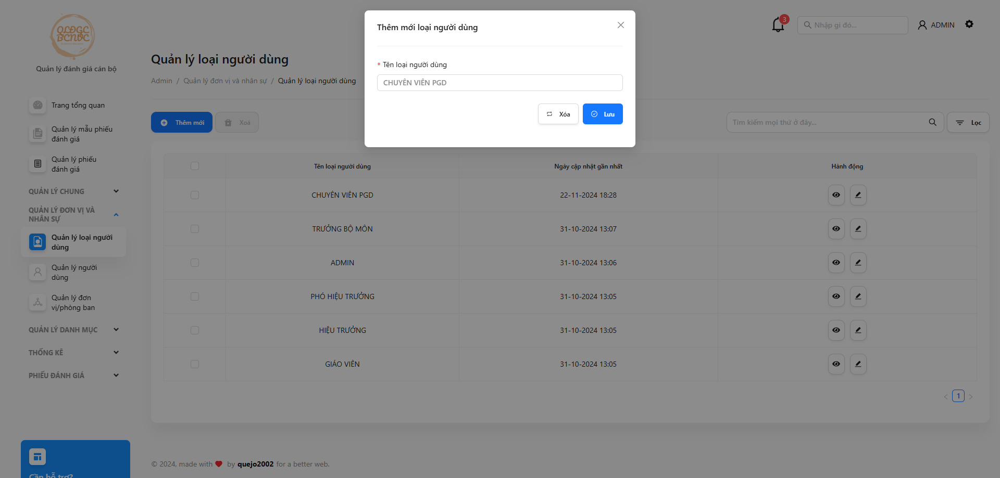 QLĐGC
BCNVC
Quản lý đánh giá cán bộ
Trang tổng quan
Quản lý mẫu phiếu
đánh giá
Quản lý phiếu
đánh giá
QUẢN LÝ CHUNG
QUẢN LÝ ĐƠN VỊ VÀ
NHÂN SỰ
Quản lý loại người
dùng
Quản lý người
dùng
Quản lý đơn
vị/phòng ban
QUẢN LÝ DANH MỤC
THỐNG KÊ
PHIẾU ĐÁNH GIÁ
Cần hỗ trợ?
3
Nhập gì đó...
ADMIN
Quản lý loại người dùng
Admin / Quản lý đơn vị và nhân sự / Quản lý loại người dùng
Thêm mới loại người dùng
* Tên loại người dùng
CHUYÊN VIÊN PGD
Xóa
Lưu
Thêm mới
Xoá
Tìm kiếm mọi thứ ở đây...
Lọc
Tên loại người dùng
Ngày cập nhật gần nhất
Hành động
CHUYÊN VIÊN PGD 22-11-2024 18:28
TRƯỞNG BỘ MÔN 31-10-2024 13:07
ADMIN 31-10-2024 13:06
PHÓ HIỆU TRƯỞNG 31-10-2024 13:05
HIỆU TRƯỞNG 31-10-2024 13:05
GIÁO VIÊN 31-10-2024 13:05
< 1 >
© 2024, made with ❤ by quejo2002 for a better web.